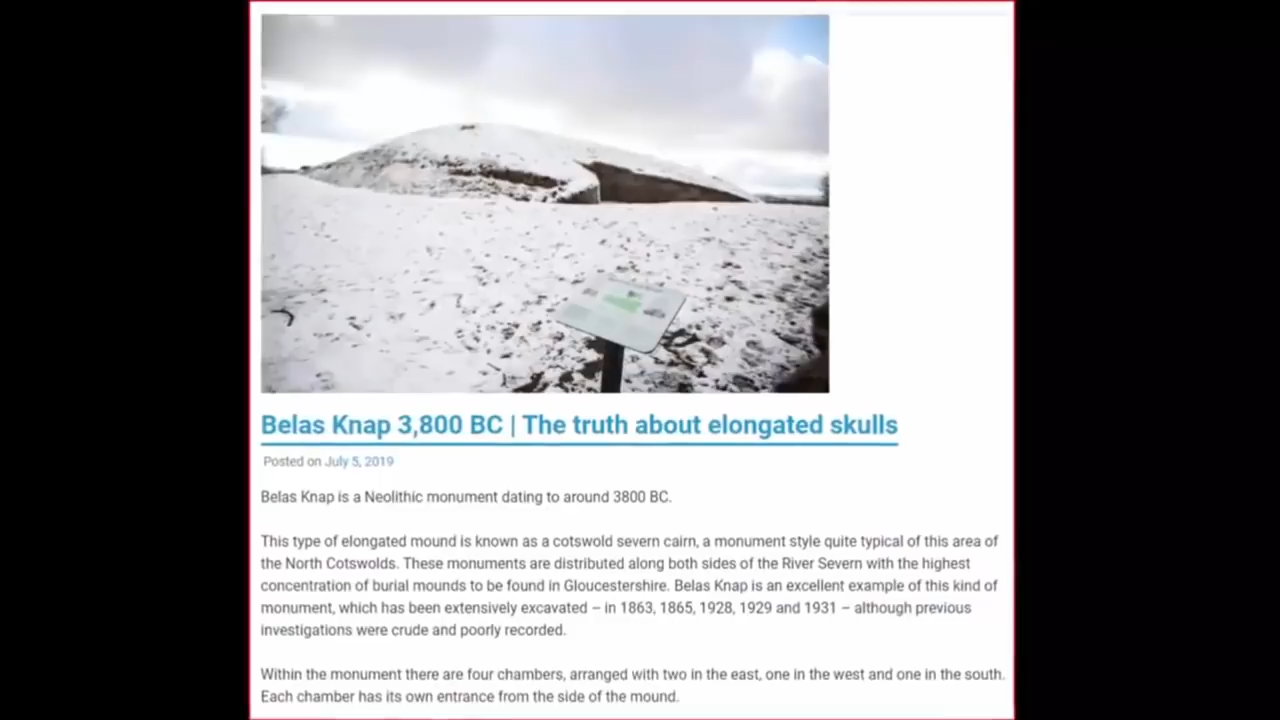 Belas Knap 3,800 BC | The truth about elongated skulls
Posted on July 5, 2019
Belas Knap is a Neolithic monument dating to around 3800 BC.
This type of elongated mound is known as a cotswold severn cairn, a monument style quite typical of this area of
the North Cotswolds. These monuments are distributed along both sides of the River Severn with the highest
concentration of burial mounds to be found in Gloucestershire. Belas Knap is an excellent example of this kind of
monument, which has been extensively excavated – in 1863, 1865, 1928, 1929 and 1931 – although previous
investigations were crude and poorly recorded.
Within the monument there are four chambers, arranged with two in the east, one in the west and one in the south.
Each chamber has its own entrance from the side of the mound.